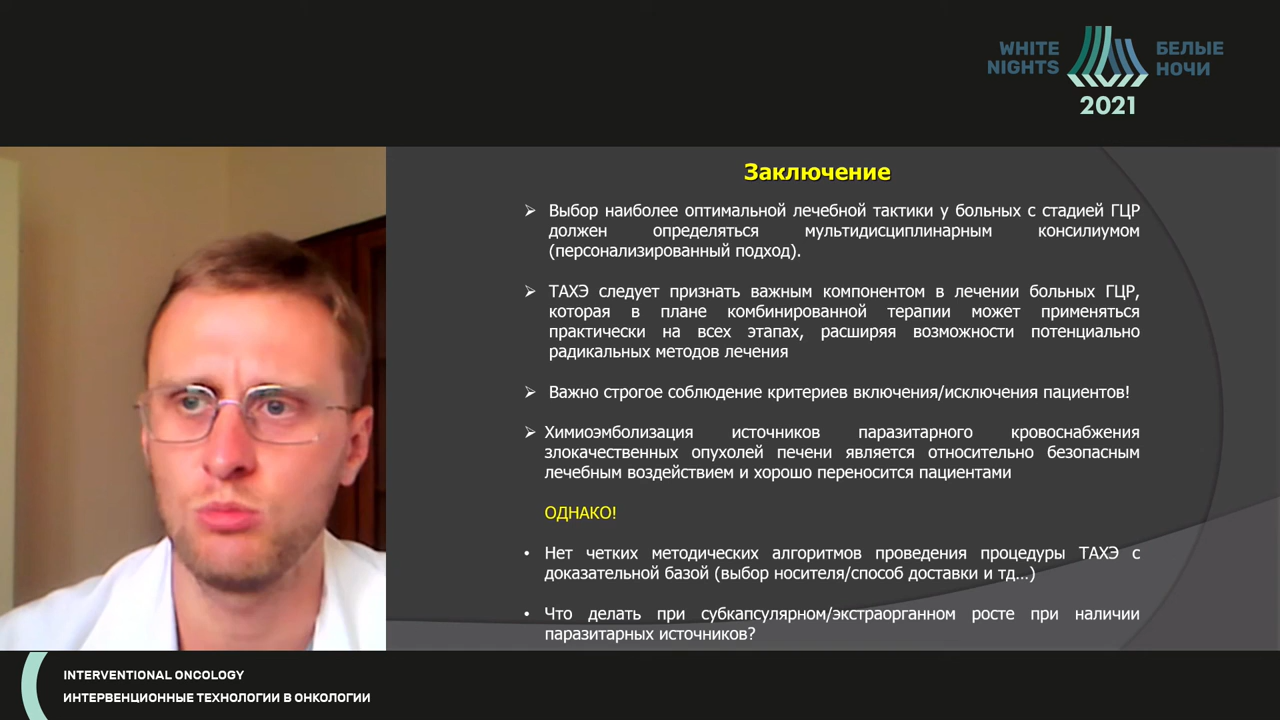 WHITE
NIGHTS
БЕЛЫЕ
НОЧИ
2021
Заключение
➢ Выбор наиболее оптимальной лечебной тактики у больных с стадией ГЦР
должен определяться мультидисциплинарным консилиумом
(персонализированный подход).
➢ ТАХЭ следует признать важным компонентом в лечении больных ГЦР,
которая в плане комбинированной терапии может применяться
практически на всех этапах, расширяя возможности потенциально
радикальных методов лечения
➢ Важно строгое соблюдение критериев включения/исключения пациентов!
➢ Химиоэмболизация источников паразитарного кровоснабжения
злокачественных опухолей печени является относительно безопасным
лечебным воздействием и хорошо переносится пациентами
ОДНАКО!
• Нет четких методических алгоритмов проведения процедуры ТАХЭ с
доказательной базой (выбор носителя/способ доставки и тд...)
• Что делать при субкапсулярном/экстраорганном росте при наличии
паразитарных источников?
INTERVENTIONAL ONCOLOGY
ИНТЕРВЕНЦИОННЫЕ ТЕХНОЛОГИИ В ОНКОЛОГИИ